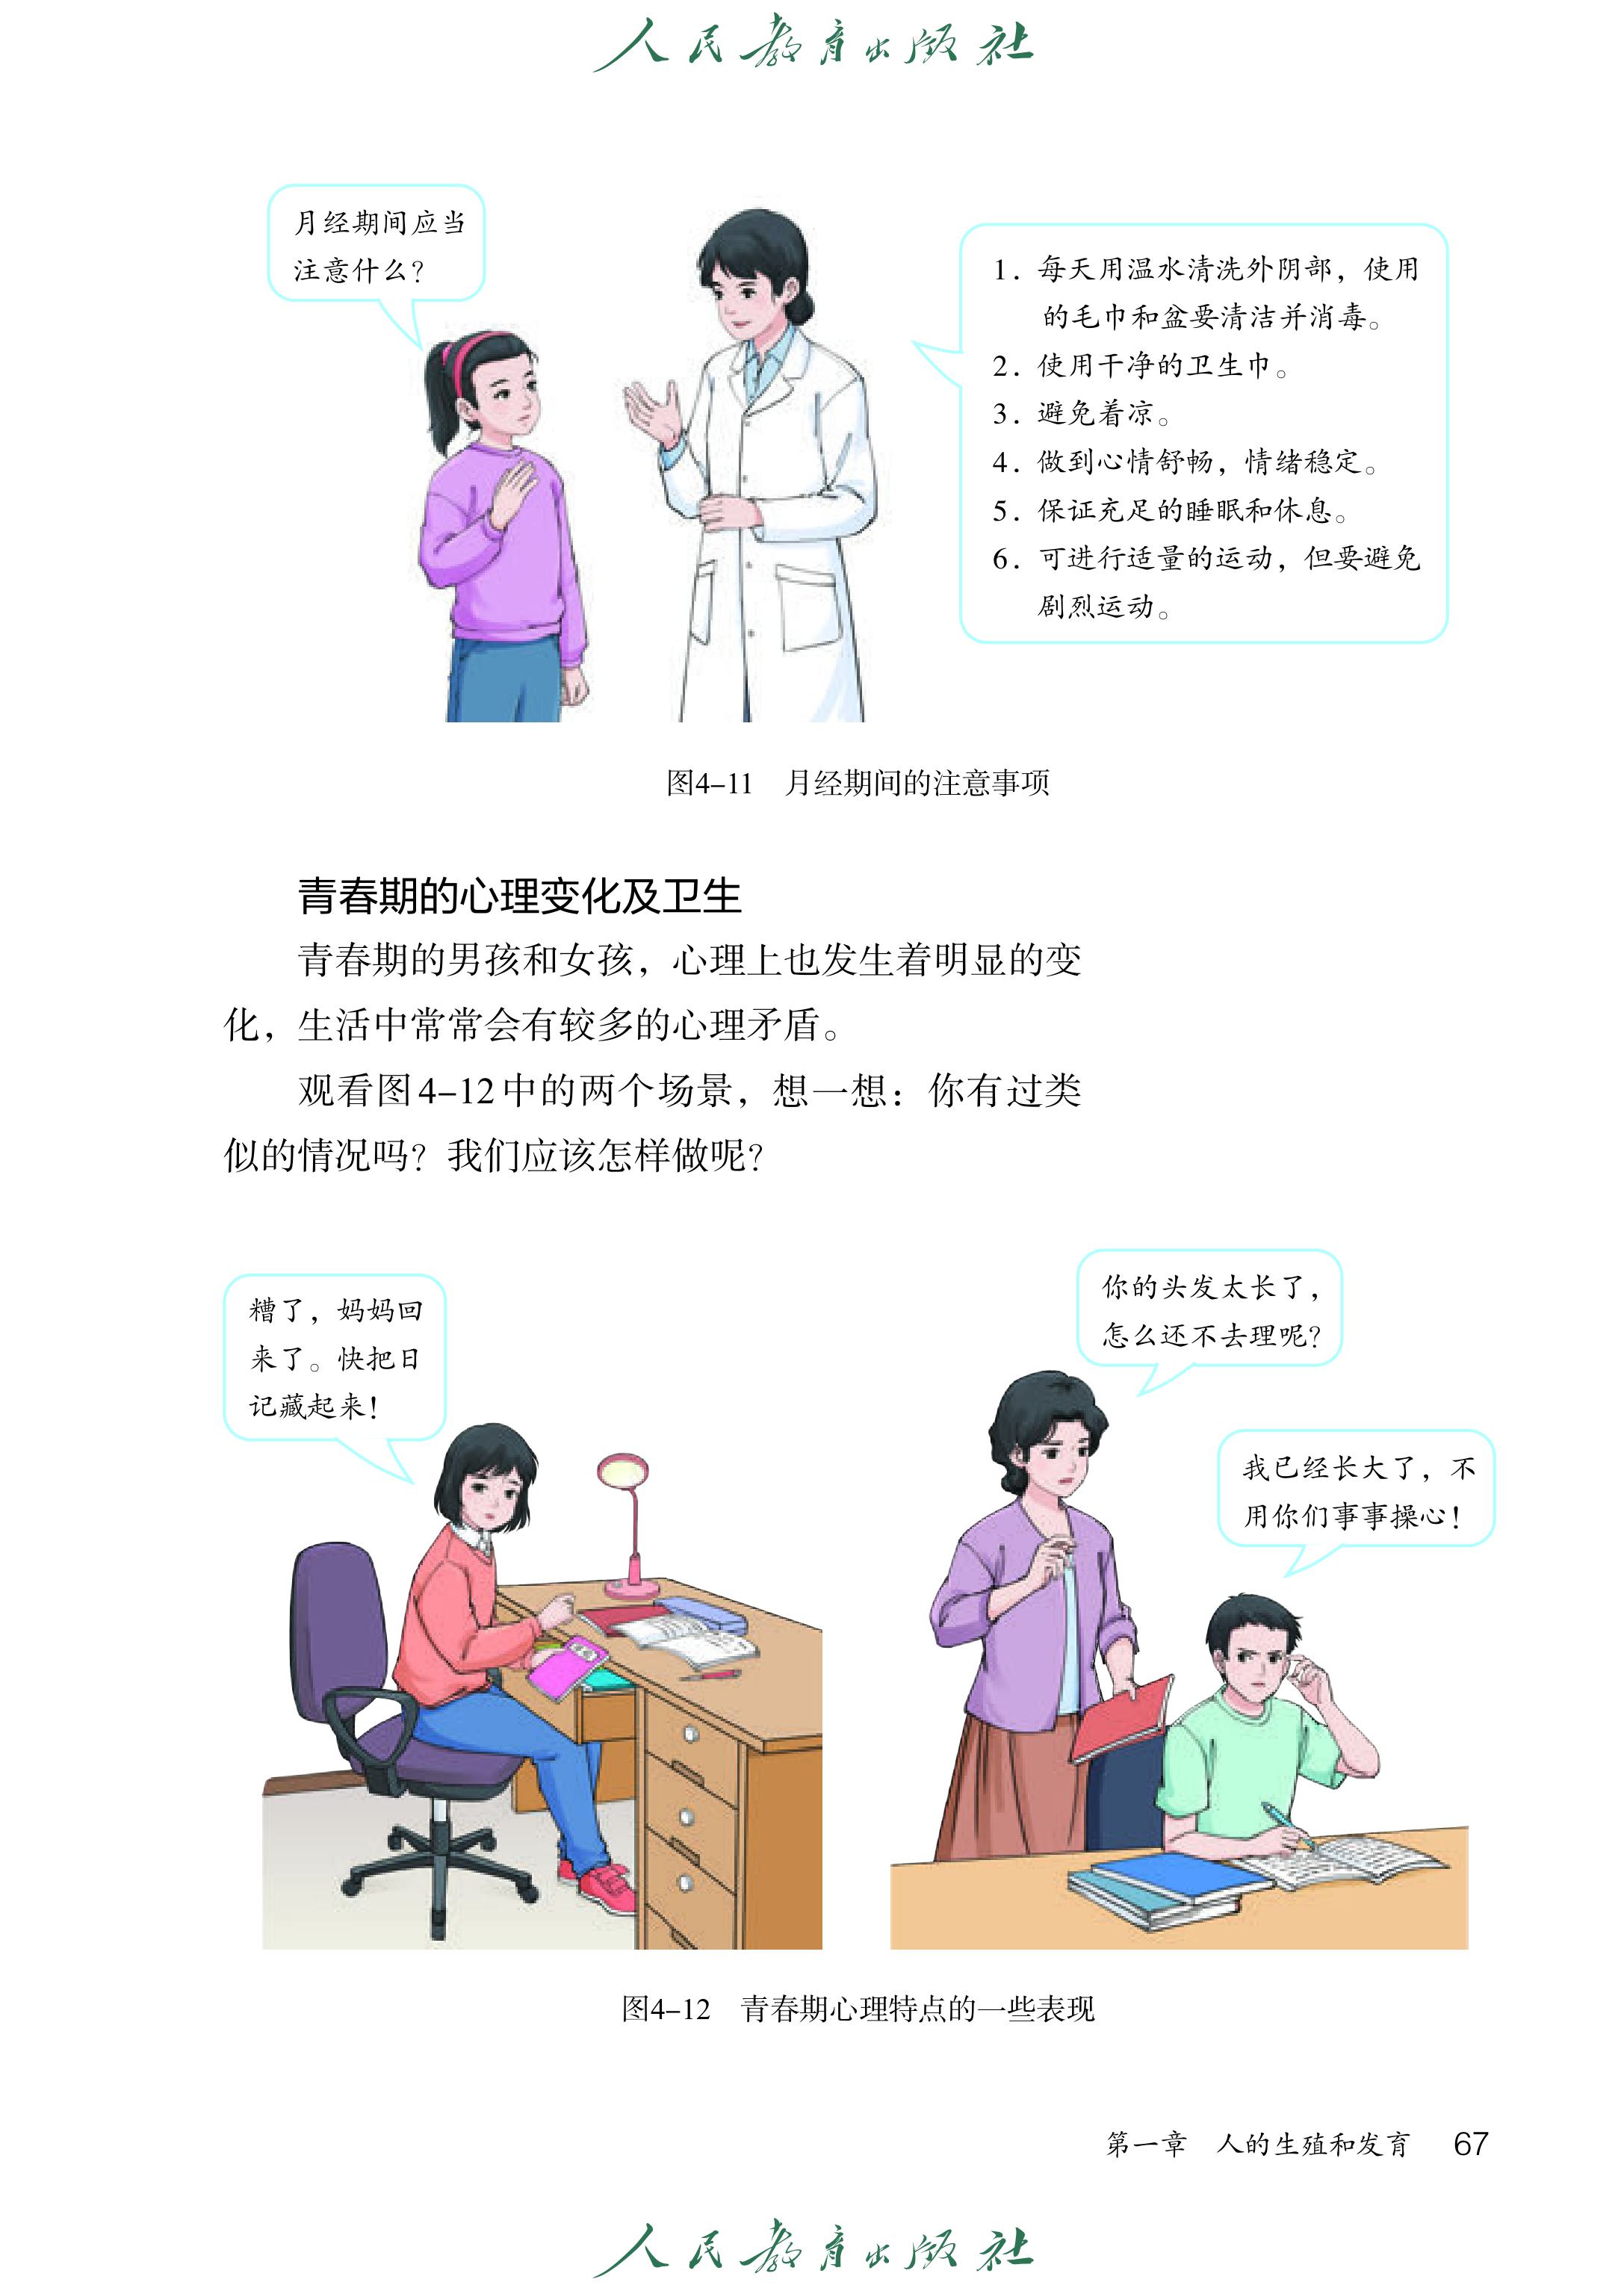 人民教育出版社
月经期间应当
注意什么？
1. 每天用温水清洗外阴部，使用
的毛巾和盆要清洁并消毒。
2. 使用干净的卫生巾。
3. 避免着凉。
4. 做到心情舒畅，情绪稳定。
5. 保证充足的睡眠和休息。
6. 可进行适量的运动，但要避免
剧烈运动。
图4–11　月经期间的注意事项
青春期的心理变化及卫生
青春期的男孩和女孩，心理上也发生着明显的变
化，生活中常常会有较多的心理矛盾。
观看图4–12中的两个场景，想一想：你有过类
似的情况吗？我们应该怎样做呢？
糟了，妈妈回
来了。快把日
记藏起来！
你的头发太长了，
怎么还不去理呢？
我已经长大了，不
用你们事事操心！
图4–12　青春期心理特点的一些表现
第一章　人的生殖和发育　67
人民教育出版社